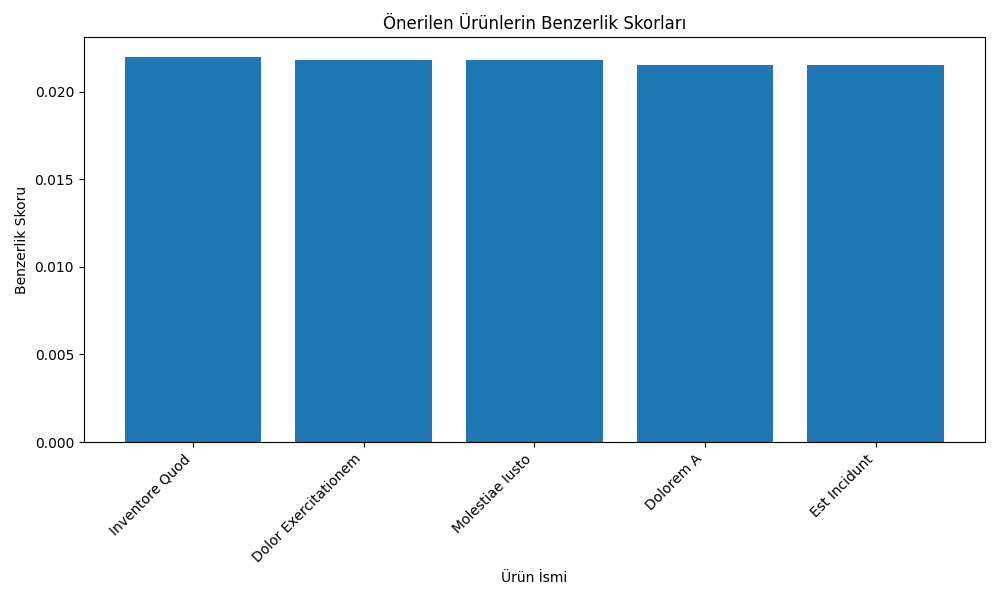 Önerilen Ürünlerin Benzerlik Skorları
Benzerlik Skoru
0.020
0.015
0.010
0.005
0.000
Inventore Quod
Dolor Exercitationem
Molestiae Iusto
Dolorem A
Est Incidunt
Ürün İsmi